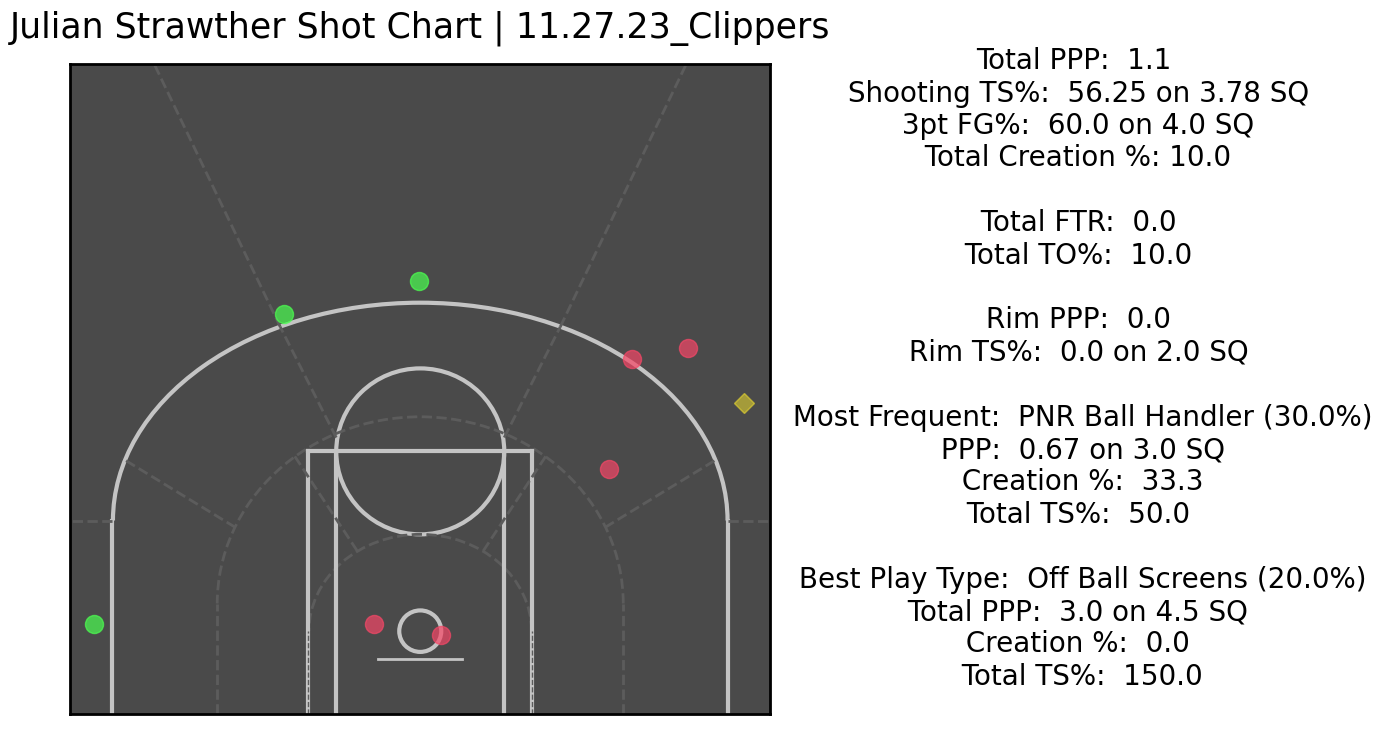 Julian Strawther Shot Chart | 11.27.23_Clippers
Total PPP:  1.1
Shooting TS%:  56.25 on 3.78 SQ
3pt FG%:  60.0 on 4.0 SQ
Total Creation %: 10.0
Total FTR:  0.0
Total TO%:  10.0
Rim PPP:  0.0
Rim TS%:  0.0 on 2.0 SQ
Most Frequent:  PNR Ball Handler (30.0%)
PPP:  0.67 on 3.0 SQ
Creation %:  33.3
Total TS%:  50.0
Best Play Type:  Off Ball Screens (20.0%)
Total PPP:  3.0 on 4.5 SQ
Creation %:  0.0
Total TS%:  150.0